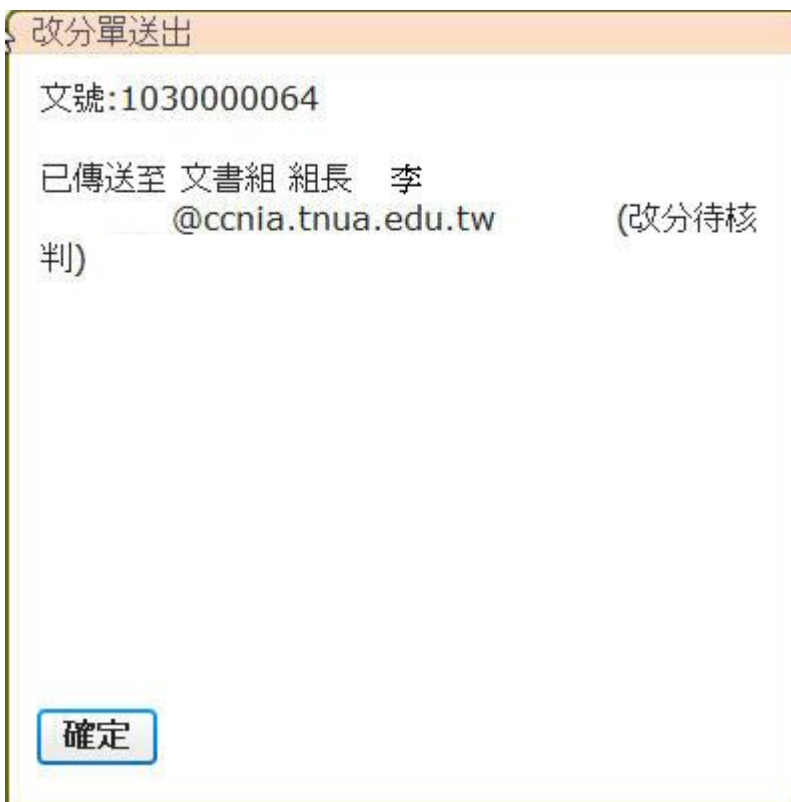 改分單送出
文號:1030000064
已傳送至 文書組 組長 李
@ccnia.tnua.edu.tw (改分待核
判)
確定